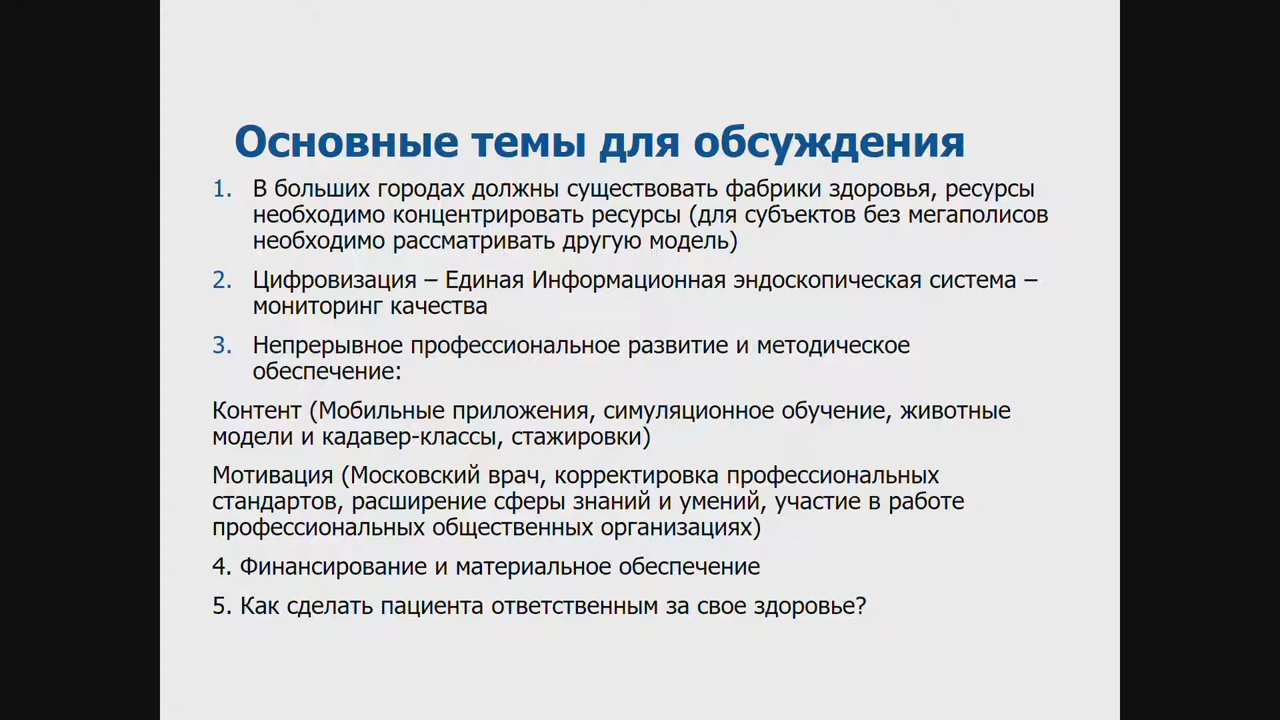 Основные темы для обсуждения
1. В больших городах должны существовать фабрики здоровья, ресурсы
необходимо концентрировать ресурсы (для субъектов без мегаполисов
необходимо рассматривать другую модель)
2. Цифровизация – Единая Информационная эндоскопическая система –
мониторинг качества
3. Непрерывное профессиональное развитие и методическое
обеспечение:
Контент (Мобильные приложения, симуляционное обучение, животные
модели и кадавер-классы, стажировки)
Мотивация (Московский врач, корректировка профессиональных
стандартов, расширение сферы знаний и умений, участие в работе
профессиональных общественных организациях)
4. Финансирование и материальное обеспечение
5. Как сделать пациента ответственным за свое здоровье?